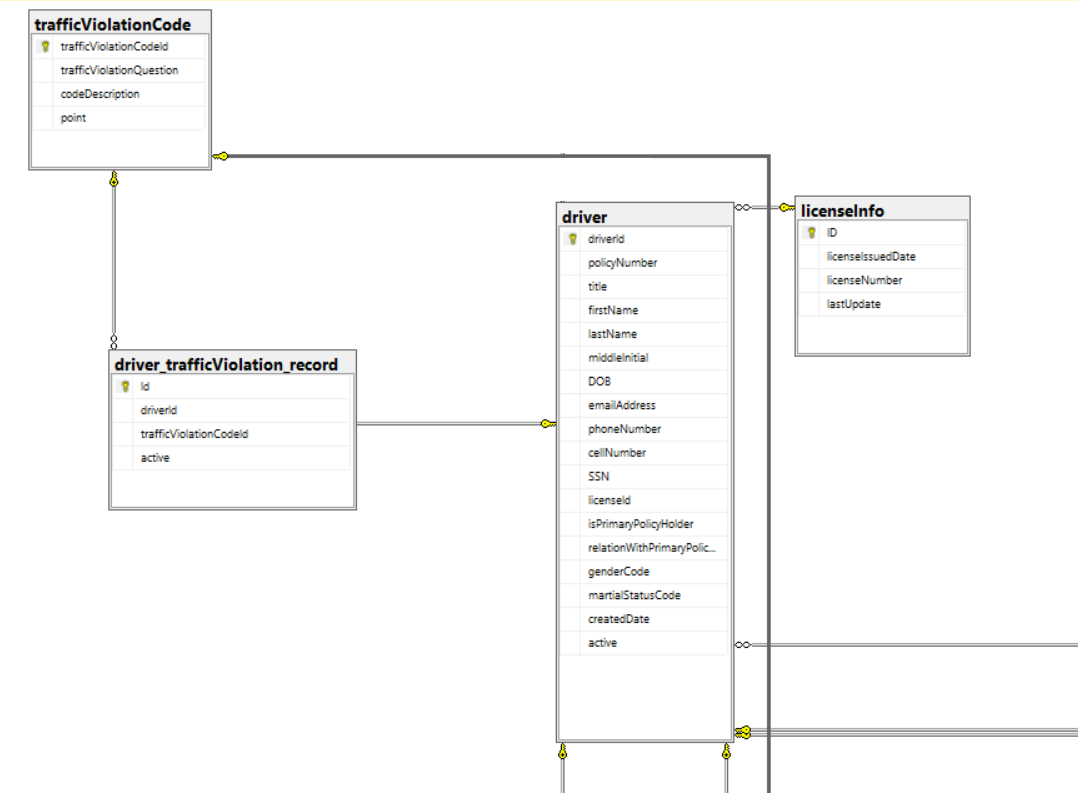 trafficViolationCode
trafficViolationCodeId
trafficViolationQuestion
codeDescription
point
driver
driverId
policyNumber
title
firstName
lastName
middleInitial
DOB
emailAddress
phoneNumber
cellNumber
SSN
licenseId
isPrimaryPolicyHolder
relationWithPrimaryPolic...
genderCode
martialStatusCode
createdDate
active
licenseInfo
ID
licenseIssuedDate
licenseNumber
lastUpdate
driver_trafficViolation_record
Id
driverId
trafficViolationCodeId
active